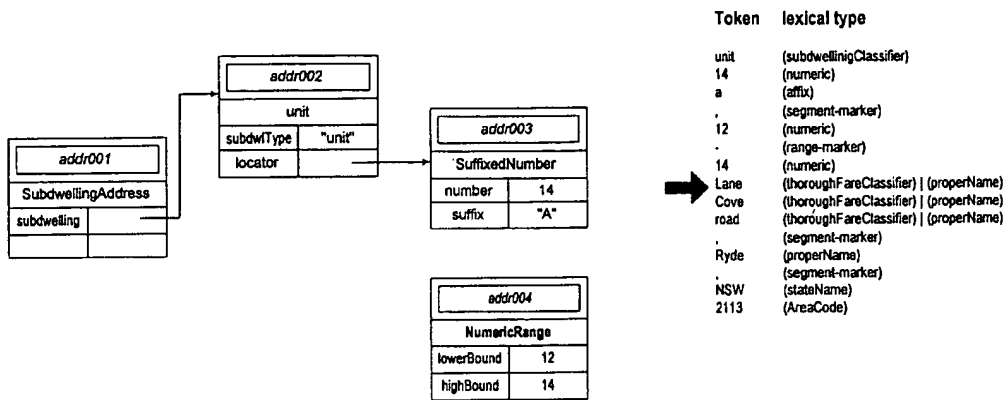 addr001
SubdwellingAddress
subdwelling
addr002
unit
subdwlType "unit"
locator
addr003
SuffixedNumber
number 14
suffix "A"
addr004
NumericRange
lowerBound 12
highBound 14
Token lexical type
unit (subdwellinigClassifier)
14 (numeric)
a (affix)
, (segment-marker)
12 (numeric)
- (range-marker)
14 (numeric)
Lane (thoroughFareClassifier) | (properName)
Cove (thoroughFareClassifier) | (properName)
road (thoroughFareClassifier) | (properName)
, (segment-marker)
Ryde (properName)
, (segment-marker)
NSW (stateName)
2113 (AreaCode)